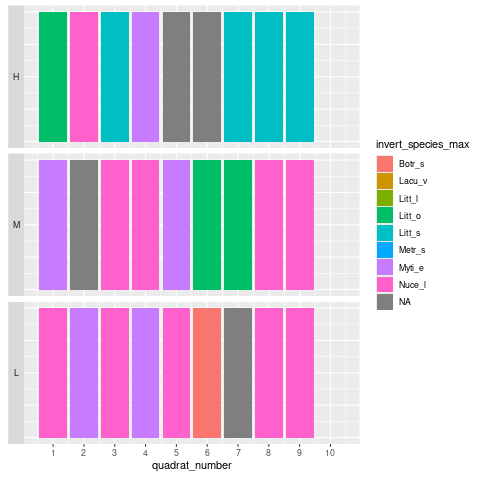 H
M
L
1 2 3 4 5 6 7 8 9 10
quadrat_number
invert_species_max
Botr_s
Lacu_v
Litt_l
Litt_o
Litt_s
Metr_s
Myti_e
Nuce_l
NA